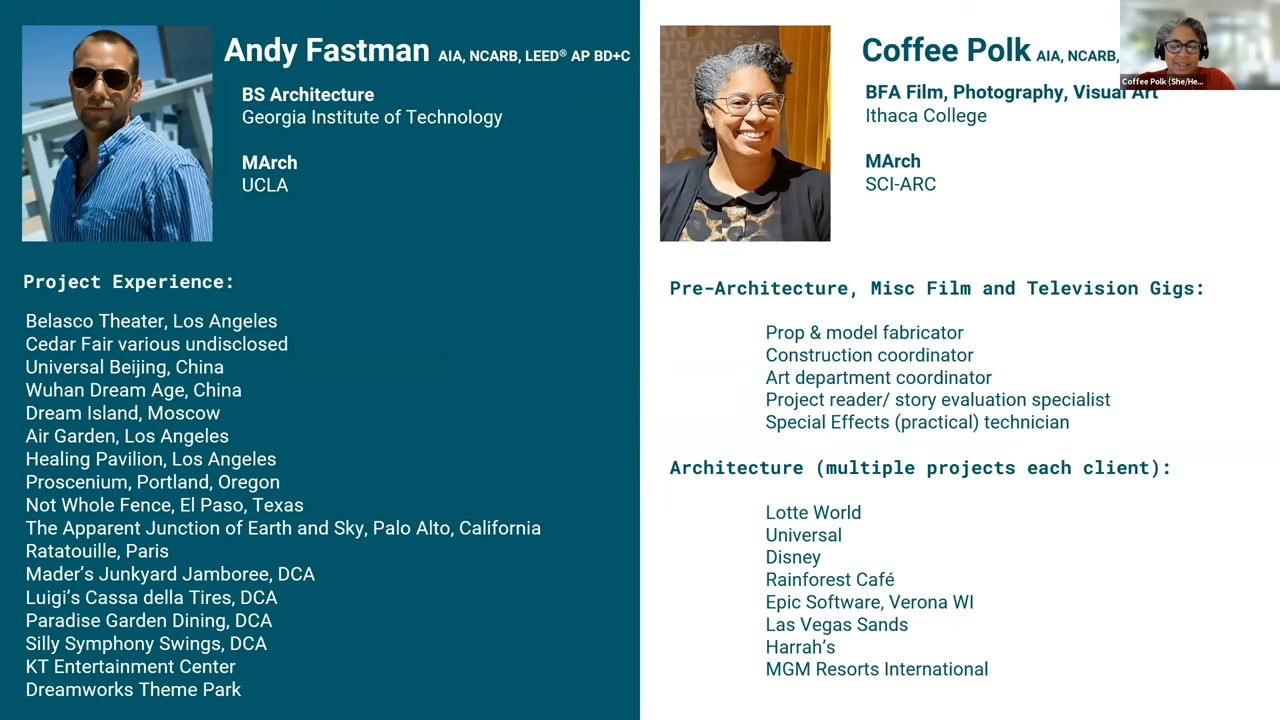 Andy Fastman AIA, NCARB, LEED® AP BD+C
BS Architecture
Georgia Institute of Technology
MArch
UCLA
Project Experience:
Belasco Theater, Los Angeles
Cedar Fair various undisclosed
Universal Beijing, China
Wuhan Dream Age, China
Dream Island, Moscow
Air Garden, Los Angeles
Healing Pavilion, Los Angeles
Proscenium, Portland, Oregon
Not Whole Fence, El Paso, Texas
The Apparent Junction of Earth and Sky, Palo Alto, California
Ratatouille, Paris
Mader's Junkyard Jamboree, DCA
Luigi's Cassa della Tires, DCA
Paradise Garden Dining, DCA
Silly Symphony Swings, DCA
KT Entertainment Center
Dreamworks Theme Park
Coffee Polk AIA, NCARB,
BFA Film, Photography, Visual Art
Ithaca College
MArch
SCI-ARC
Pre-Architecture, Misc Film and Television Gigs:
Prop & model fabricator
Construction coordinator
Art department coordinator
Project reader/ story evaluation specialist
Special Effects (practical) technician
Architecture (multiple projects each client):
Lotte World
Universal
Disney
Rainforest Café
Epic Software, Verona WI
Las Vegas Sands
Harrah's
MGM Resorts International
Coffee Polk (She/He...